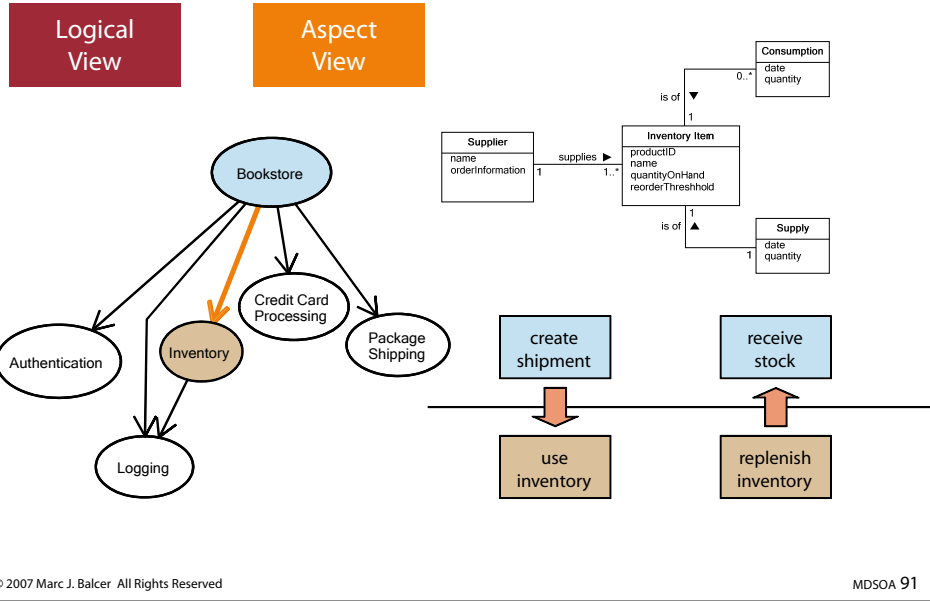 Logical
View
Aspect
View
Bookstore
Authentication
Inventory
Credit Card
Processing
Package
Shipping
Logging
Consumption
date
quantity
0..*
is of ▼
1
Supplier
name
orderInformation
1
supplies ►
1..*
Inventory Item
productID
name
quantityOnHand
reorderThreshhold
1
is of ▲
1
Supply
date
quantity
create
shipment
receive
stock
use
inventory
replenish
inventory
© 2007 Marc J. Balcer All Rights Reserved
MDSOA 91